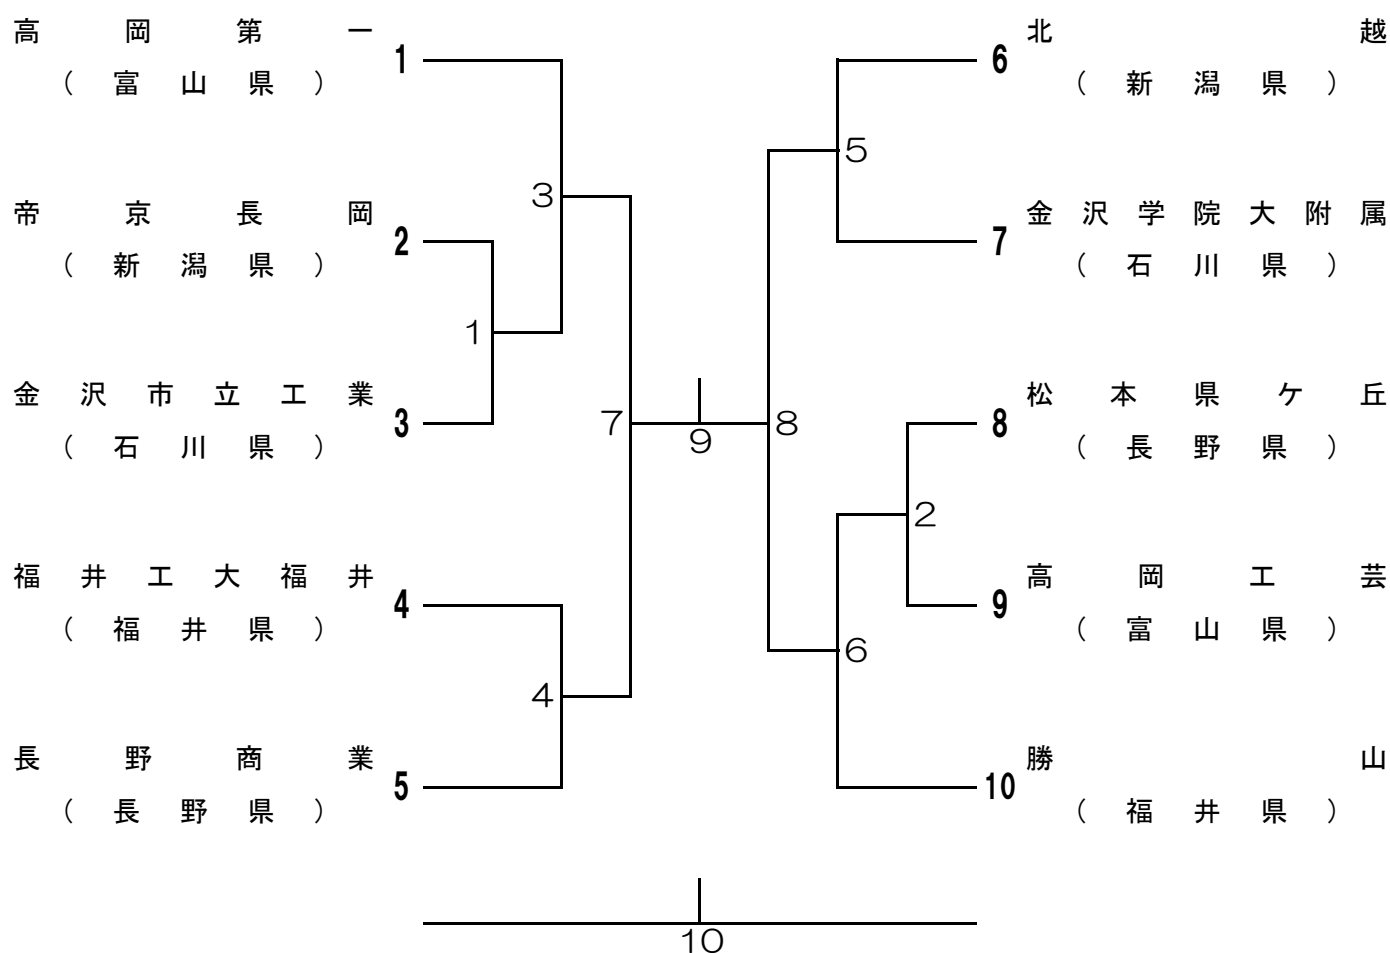 高岡第一
1
（富山県）
帝京長岡
2
（新潟県）
金沢市立工業
3
（石川県）
福井工大福井
4
（福井県）
長野商業
5
（長野県）
3
1
7
4
9
5
8
2
6
北越
6
（新潟県）
金沢学院大附属
7
（石川県）
松本県ケ丘
8
（長野県）
高岡工芸
9
（富山県）
勝山
10
（福井県）
10